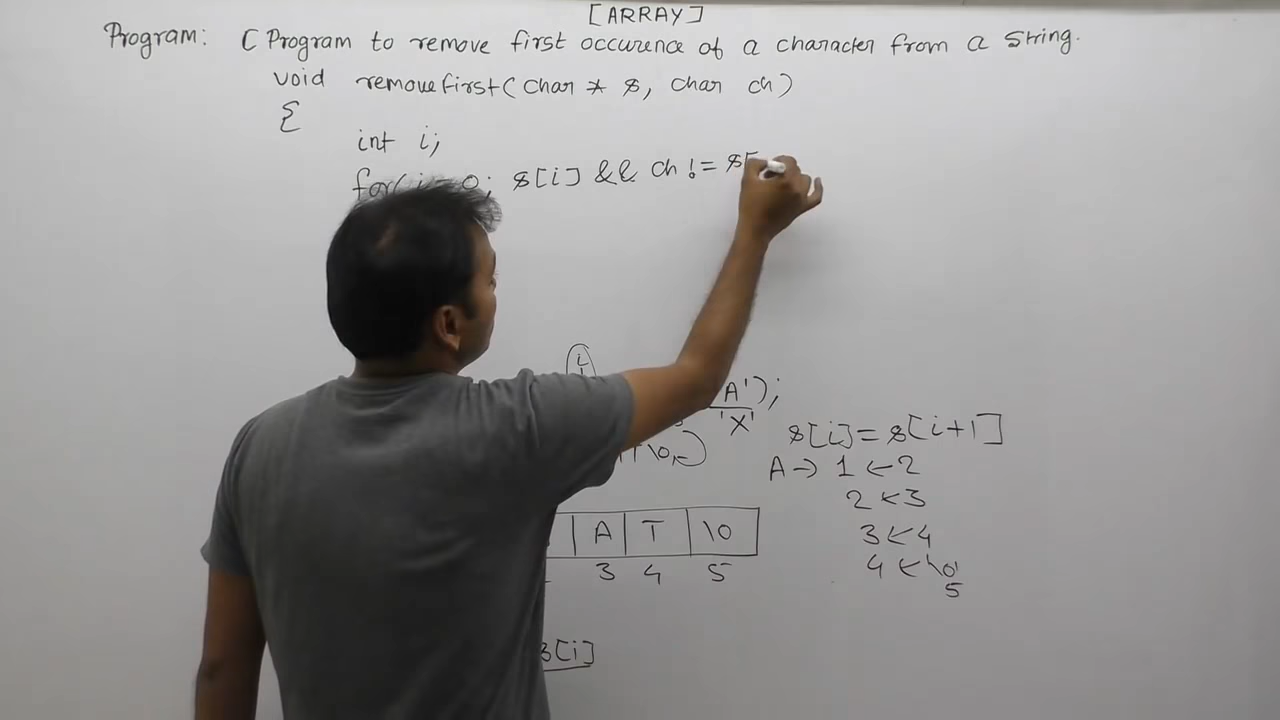 [ARRAY]
Program: C Program to remove first occurence of a character from a string.
void removefirst(char * s, char ch)
{
int i;
for(i=0; s[i] && ch != s[
i
A');
'X'
s[i]=s[i+1]
A→ 1 ← 2
2 ← 3
3 ← 4
4 ← '\0'
5
A T \0
3 4 5
s[i]